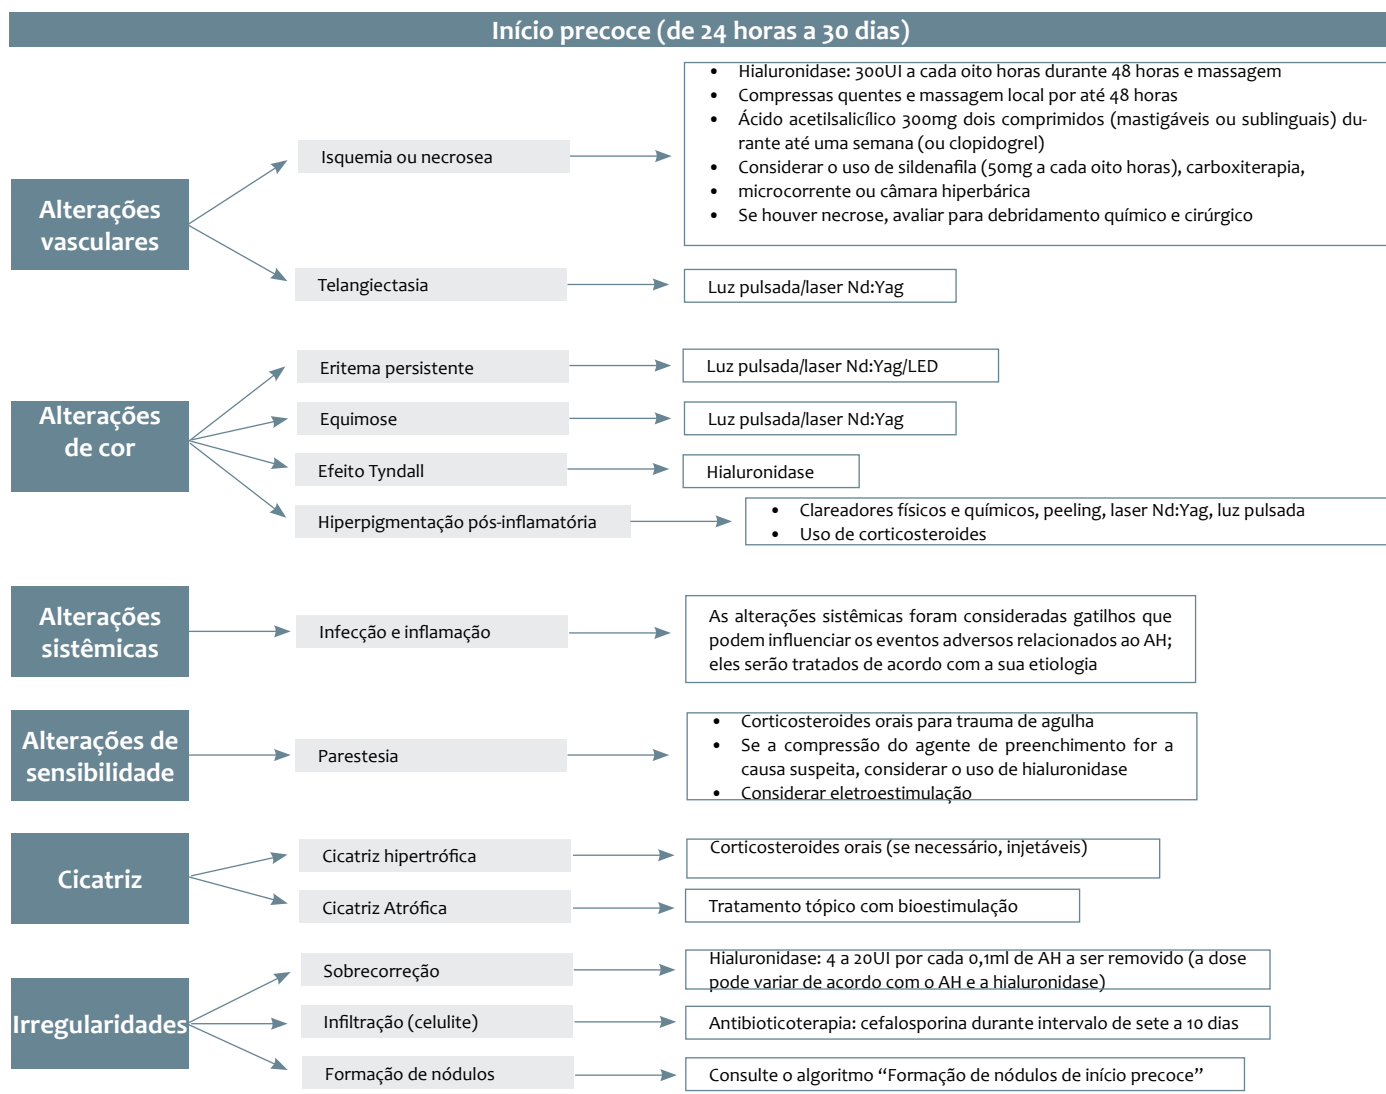 Início precoce (de 24 horas a 30 dias)
Alterações
vasculares
Isquemia ou necrosea
• Hialuronidase: 300UI a cada oito horas durante 48 horas e massagem
• Compressas quentes e massagem local por até 48 horas
• Ácido acetilsalicílico 300mg dois comprimidos (mastigáveis ou sublinguais) du-
rante até uma semana (ou clopidogrel)
• Considerar o uso de sildenafila (50mg a cada oito horas), carboxiterapia,
• microcorrente ou câmara hiperbárica
• Se houver necrose, avaliar para debridamento químico e cirúrgico
Telangiectasia
Luz pulsada/laser Nd:Yag
Alterações
de cor
Eritema persistente
Luz pulsada/laser Nd:Yag/LED
Equimose
Luz pulsada/laser Nd:Yag
Efeito Tyndall
Hialuronidase
Hiperpigmentação pós-inflamatória
• Clareadores físicos e químicos, peeling, laser Nd:Yag, luz pulsada
• Uso de corticosteroides
Alterações
sistêmicas
Infecção e inflamação
As alterações sistêmicas foram consideradas gatilhos que
podem influenciar os eventos adversos relacionados ao AH;
eles serão tratados de acordo com a sua etiologia
Alterações de
sensibilidade
Parestesia
• Corticosteroides orais para trauma de agulha
• Se a compressão do agente de preenchimento for a
causa suspeita, considerar o uso de hialuronidase
• Considerar eletroestimulação
Cicatriz
Cicatriz hipertrófica
Corticosteroides orais (se necessário, injetáveis)
Cicatriz Atrófica
Tratamento tópico com bioestimulação
Irregularidades
Sobrecorreção
Hialuronidase: 4 a 20UI por cada 0,1ml de AH a ser removido (a dose
pode variar de acordo com o AH e a hialuronidase)
Infiltração (celulite)
Antibioticoterapia: cefalosporina durante intervalo de sete a 10 dias
Formação de nódulos
Consulte o algoritmo “Formação de nódulos de início precoce”